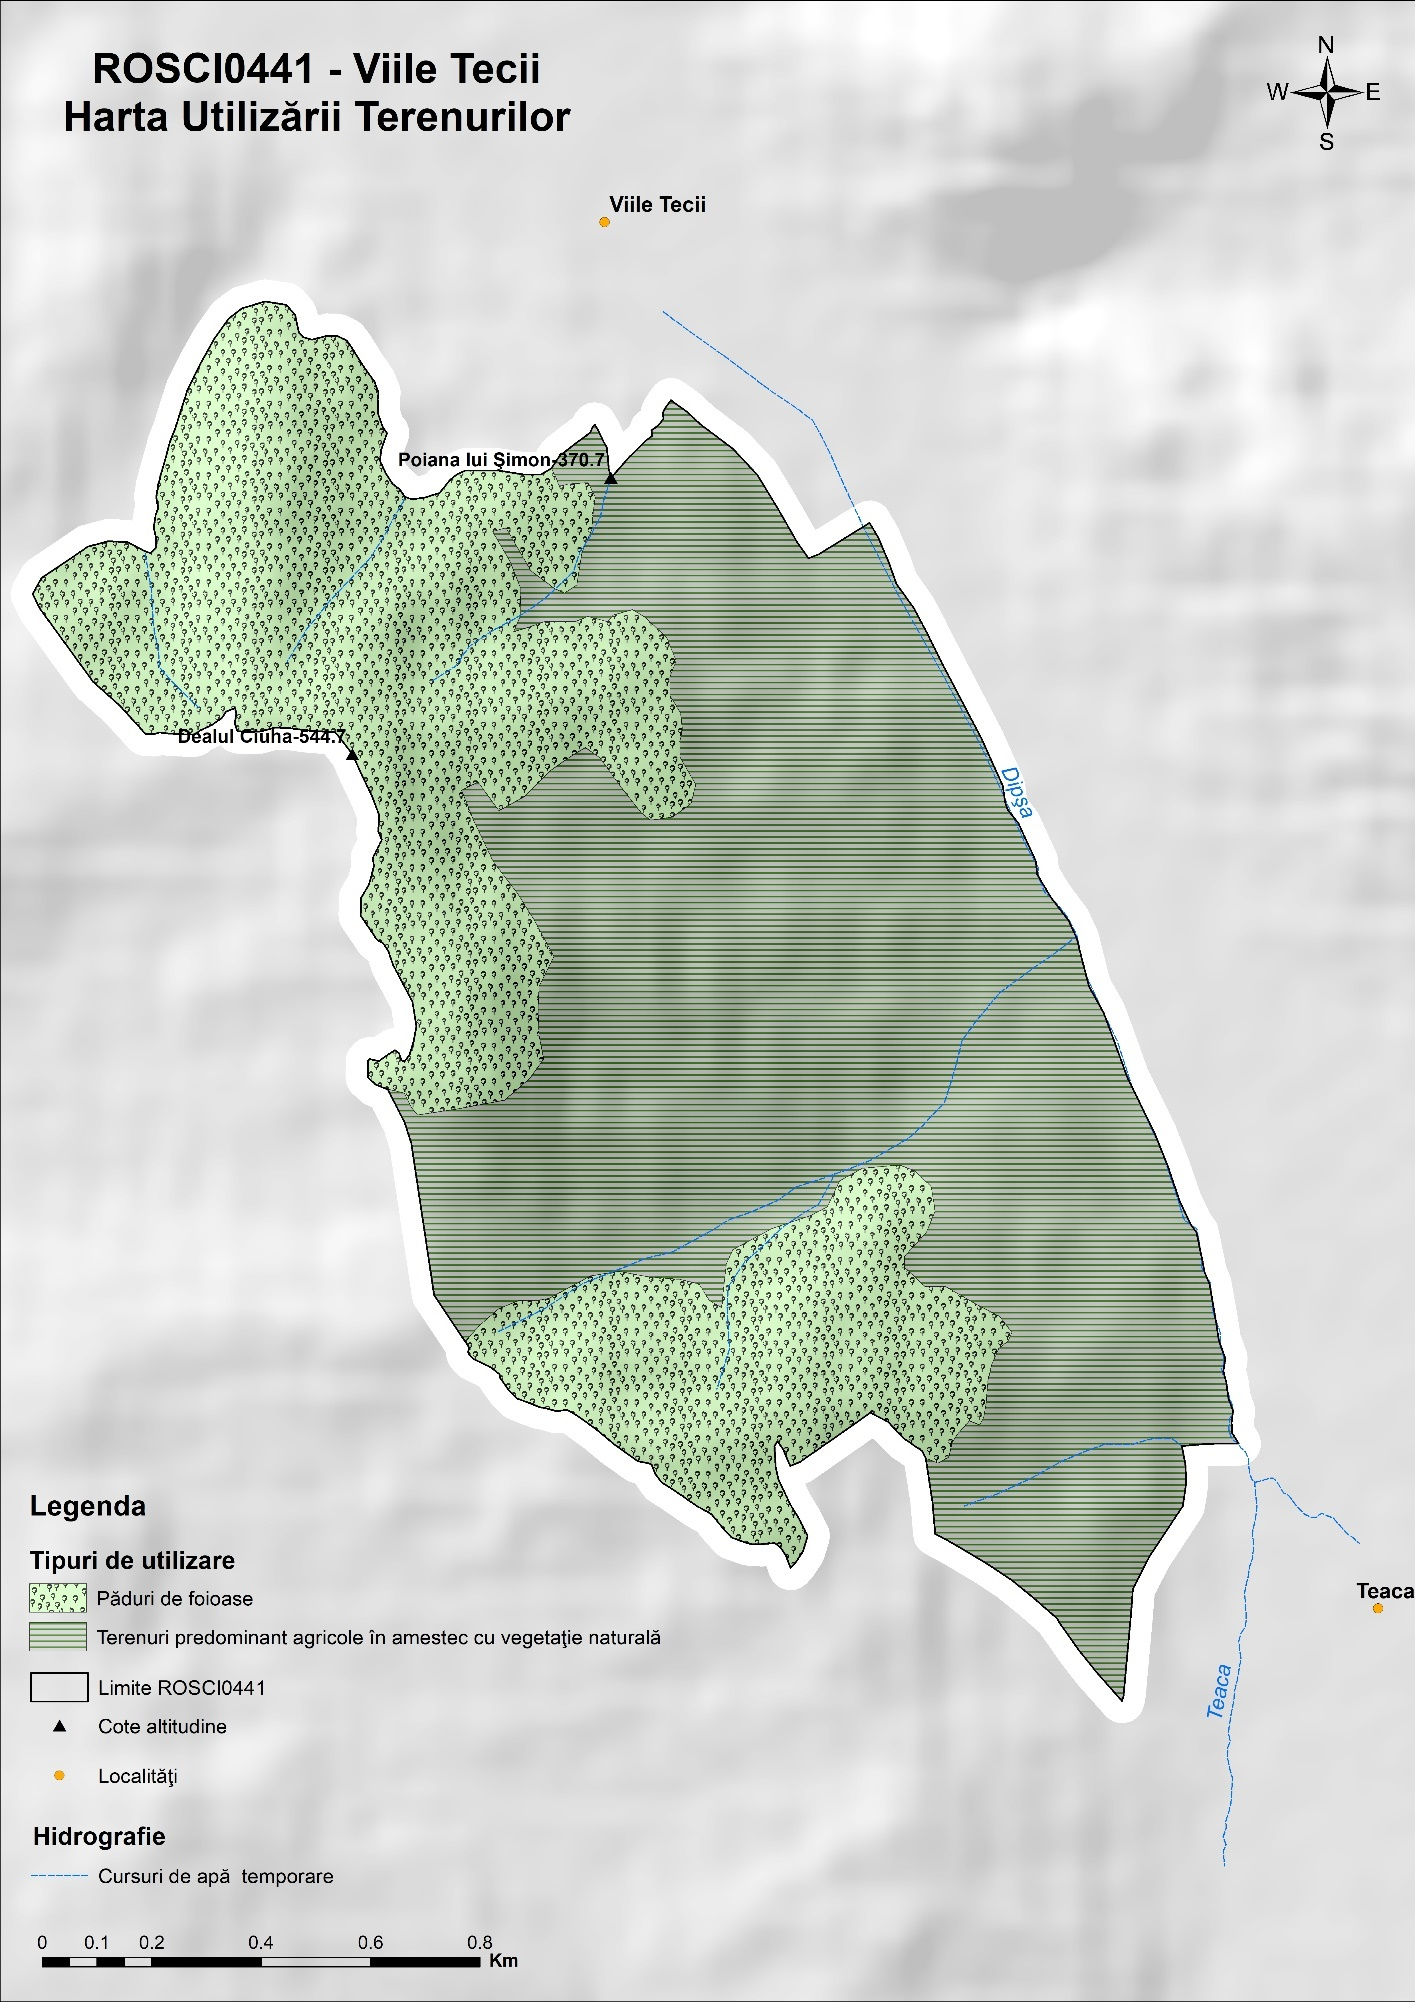 ROSCI0441 - Viile Tecii
Harta Utilizării Terenurilor
N
W E
S
Viile Tecii
Poiana lui Şimon-370.7
Dealul Ciuha-544.7
Dipşa
Legenda
Tipuri de utilizare
Păduri de foioase
Teaca
Terenuri predominant agricole în amestec cu vegetaţie naturală
Teaca
Limite ROSCI0441
Cote altitudine
Localităţi
Hidrografie
Cursuri de apă temporare
0 0.1 0.2 0.4 0.6 0.8
Km